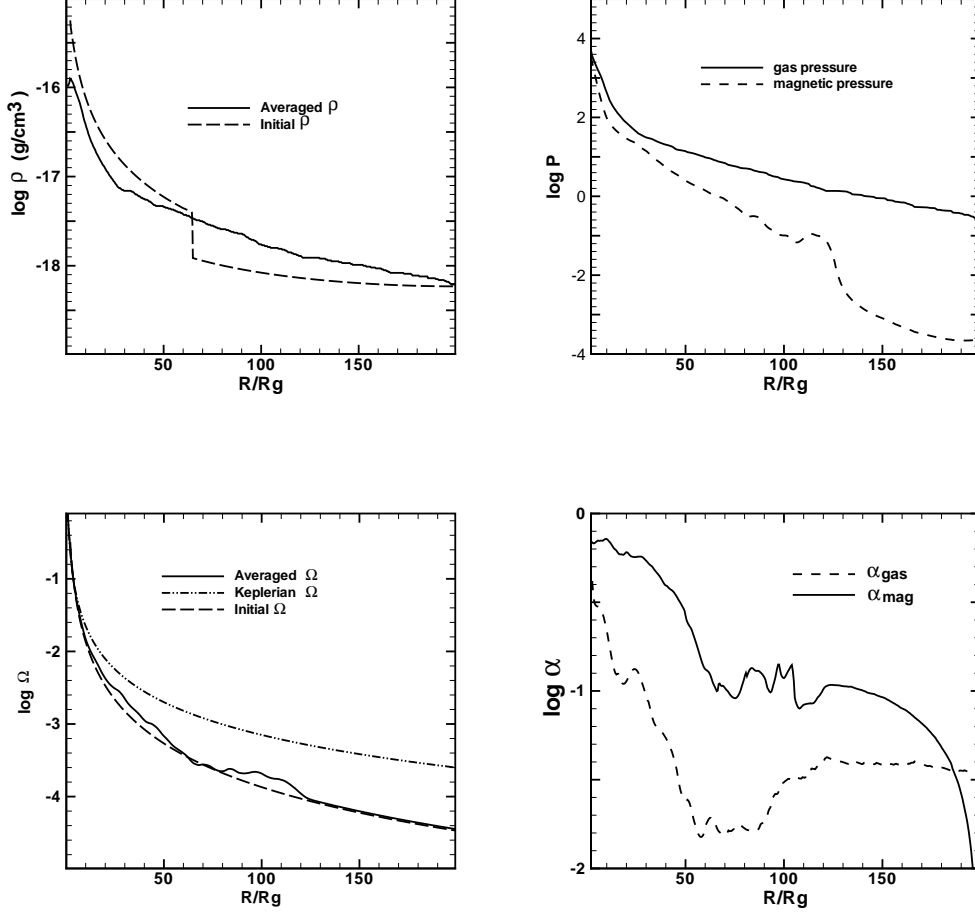 log ρ (g/cm³)
-16
-17
-18
Averaged ρ
Initial ρ
50
100
150
R/Rg
log P
4
2
0
-2
-4
gas pressure
magnetic pressure
50
100
150
R/Rg
log Ω
-1
-2
-3
-4
Averaged Ω
Keplerian Ω
Initial Ω
50
100
150
R/Rg
log α
0
-1
-2
αgas
αmag
50
100
150
R/Rg